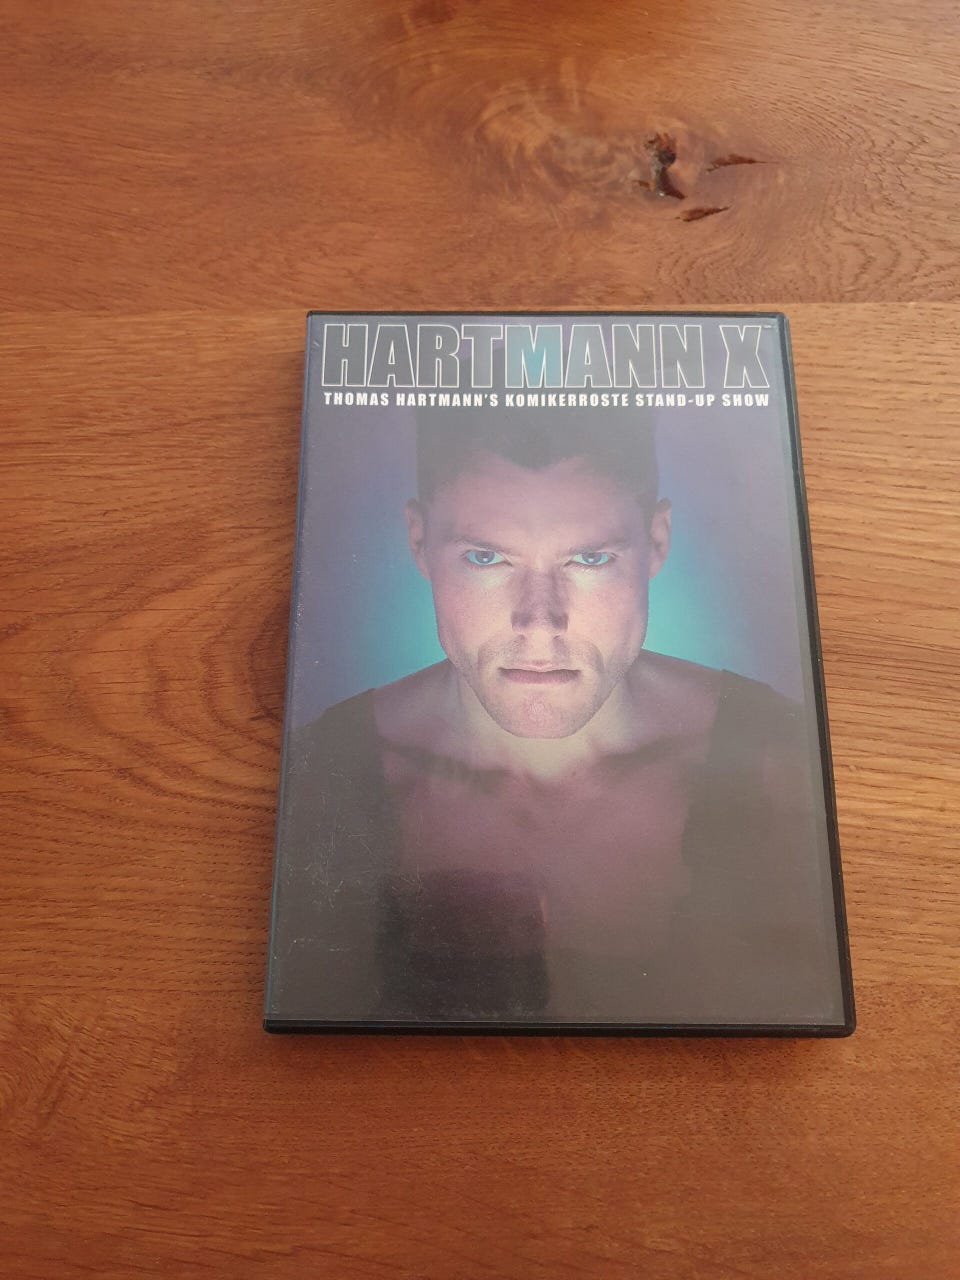 HARTMANN X
THOMAS HARTMANN'S KOMIKERROSTE STAND-UP SHOW